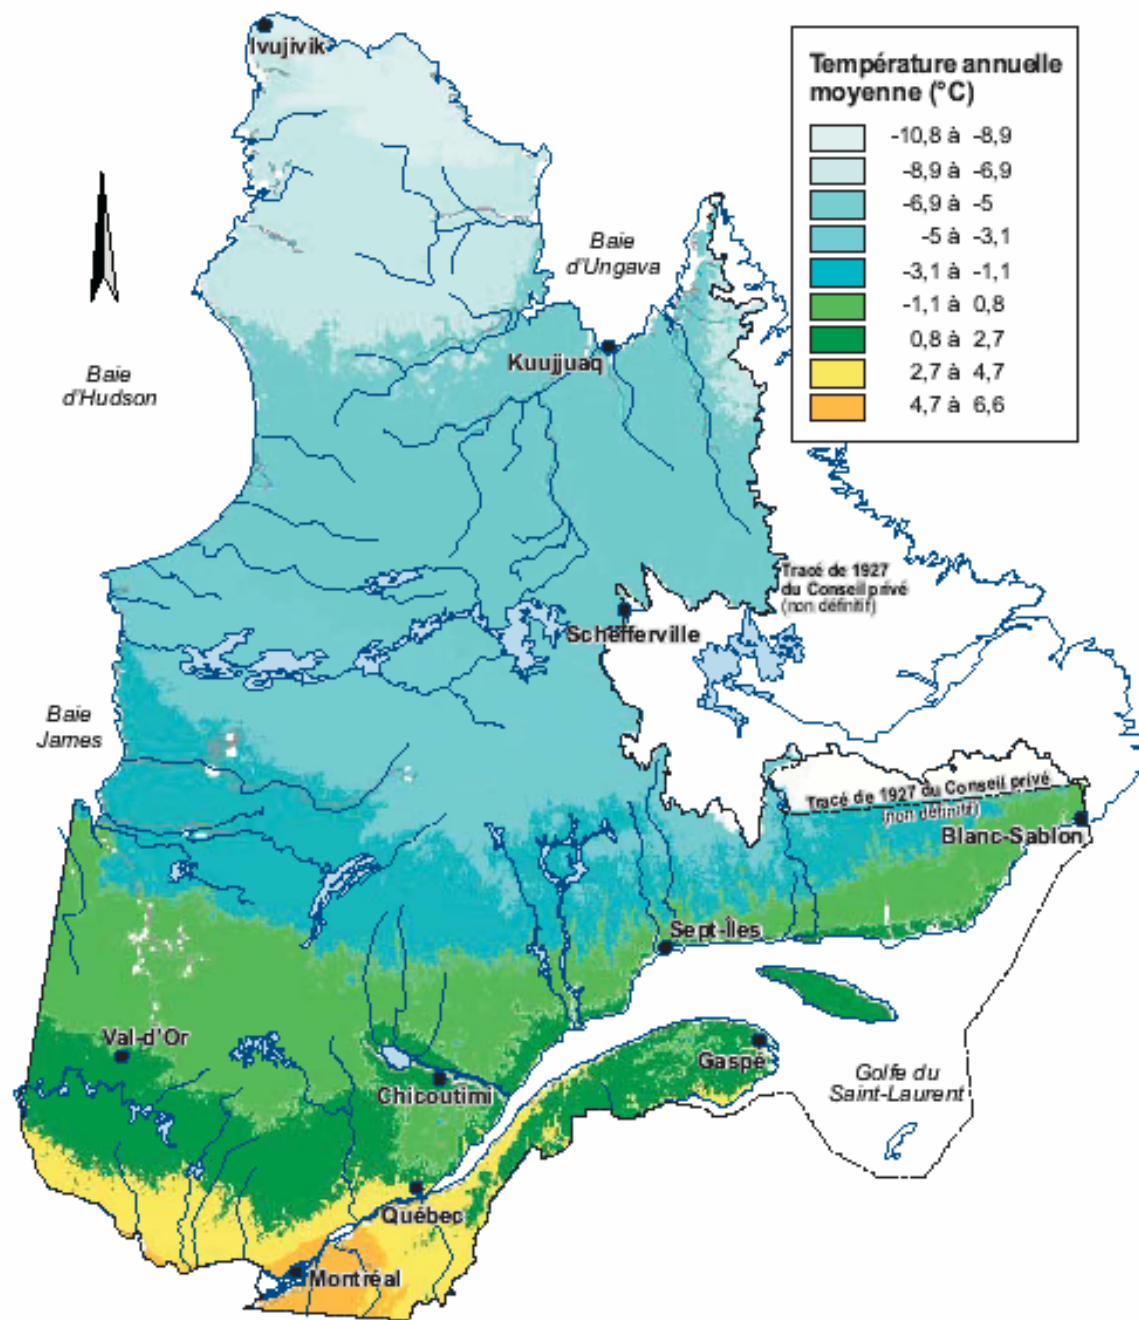 Ivujivik
Température annuelle
moyenne (°C)
-10,8 à -8,9
-8,9 à -6,9
-6,9 à -5
-5 à -3,1
-3,1 à -1,1
-1,1 à 0,8
0,8 à 2,7
2,7 à 4,7
4,7 à 6,6
Baie
d'Ungava
Baie
d'Hudson
Kuujjuaq
Tracé de 1927
du Conseil privé
(non définitif)
Schefferville
Baie
James
Tracé de 1927 du Conseil privé
(non définitif)
Blanc-Sablon
Sept-Îles
Val-d'Or
Gaspé
Chicoutimi
Golfe du
Saint-Laurent
Québec
Montréal